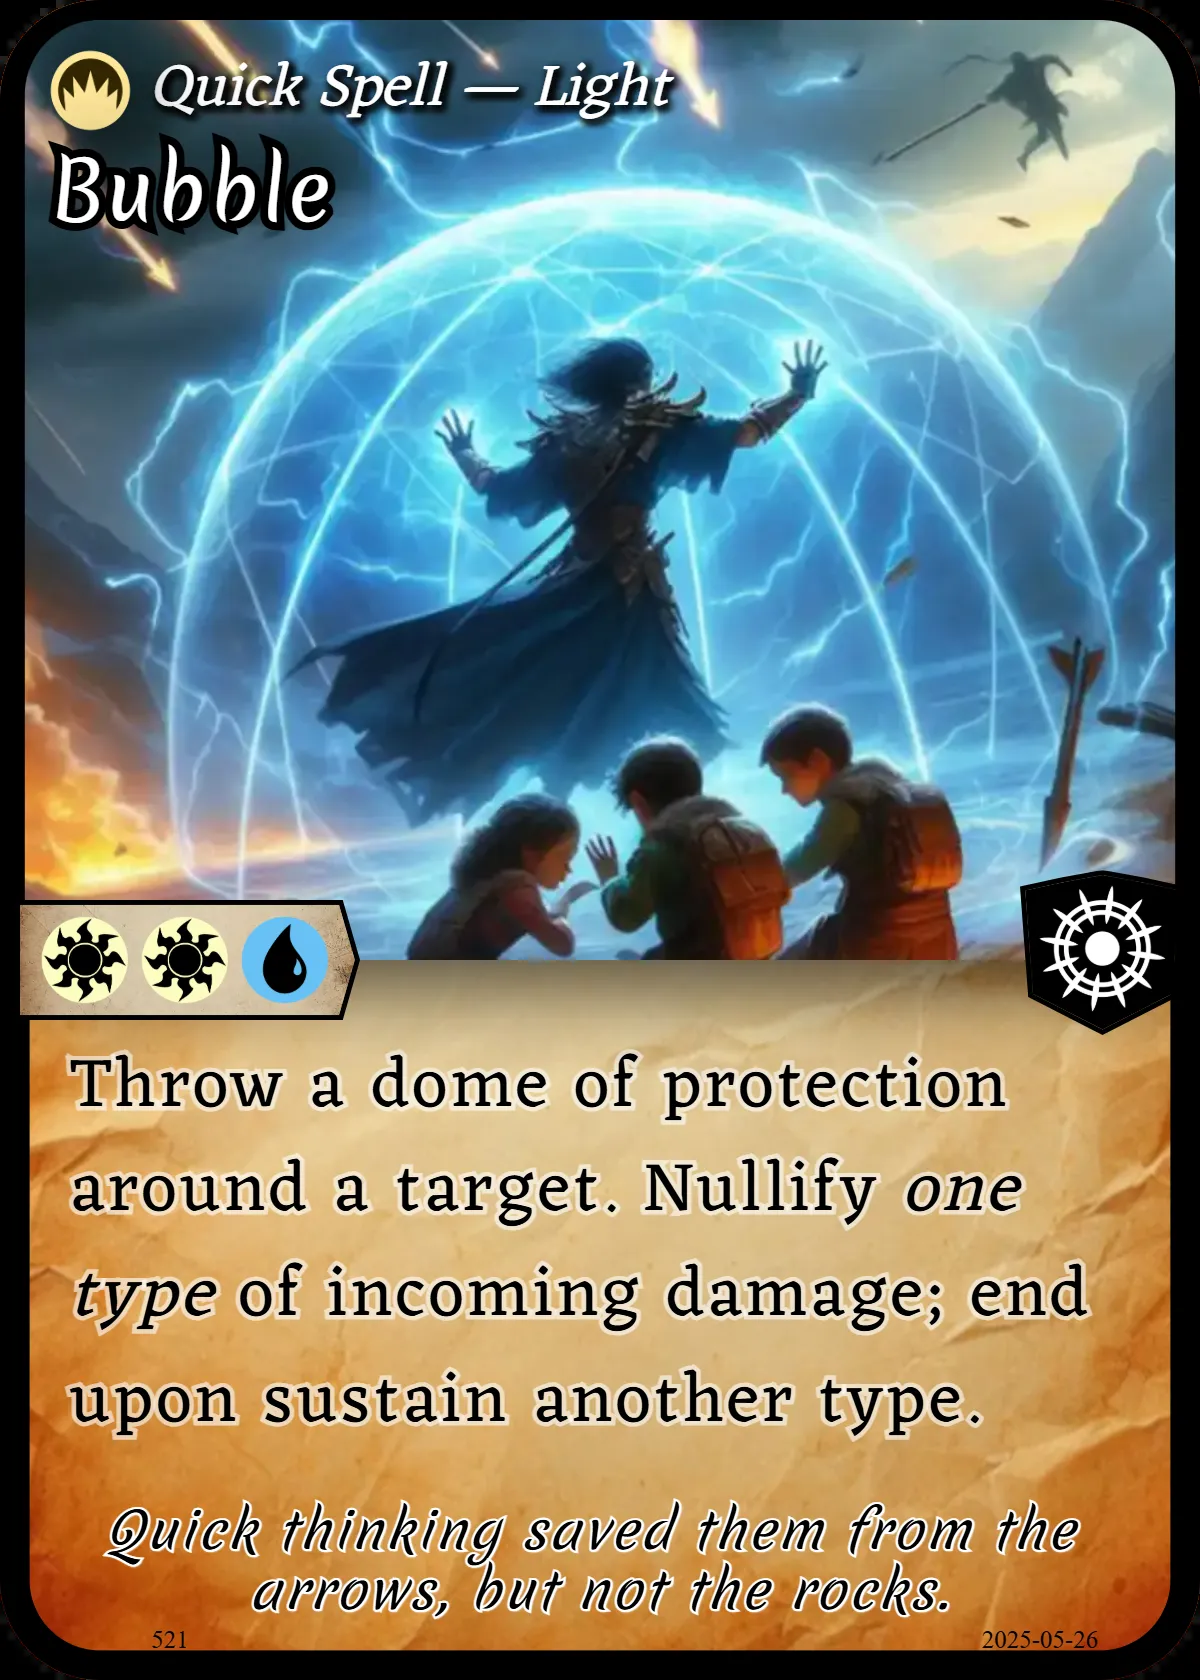 Quick Spell — Light
Bubble
Throw a dome of protection
around a target. Nullify one
type of incoming damage; end
upon sustain another type.
Quick thinking saved them from the
arrows, but not the rocks.
521
2025-05-26